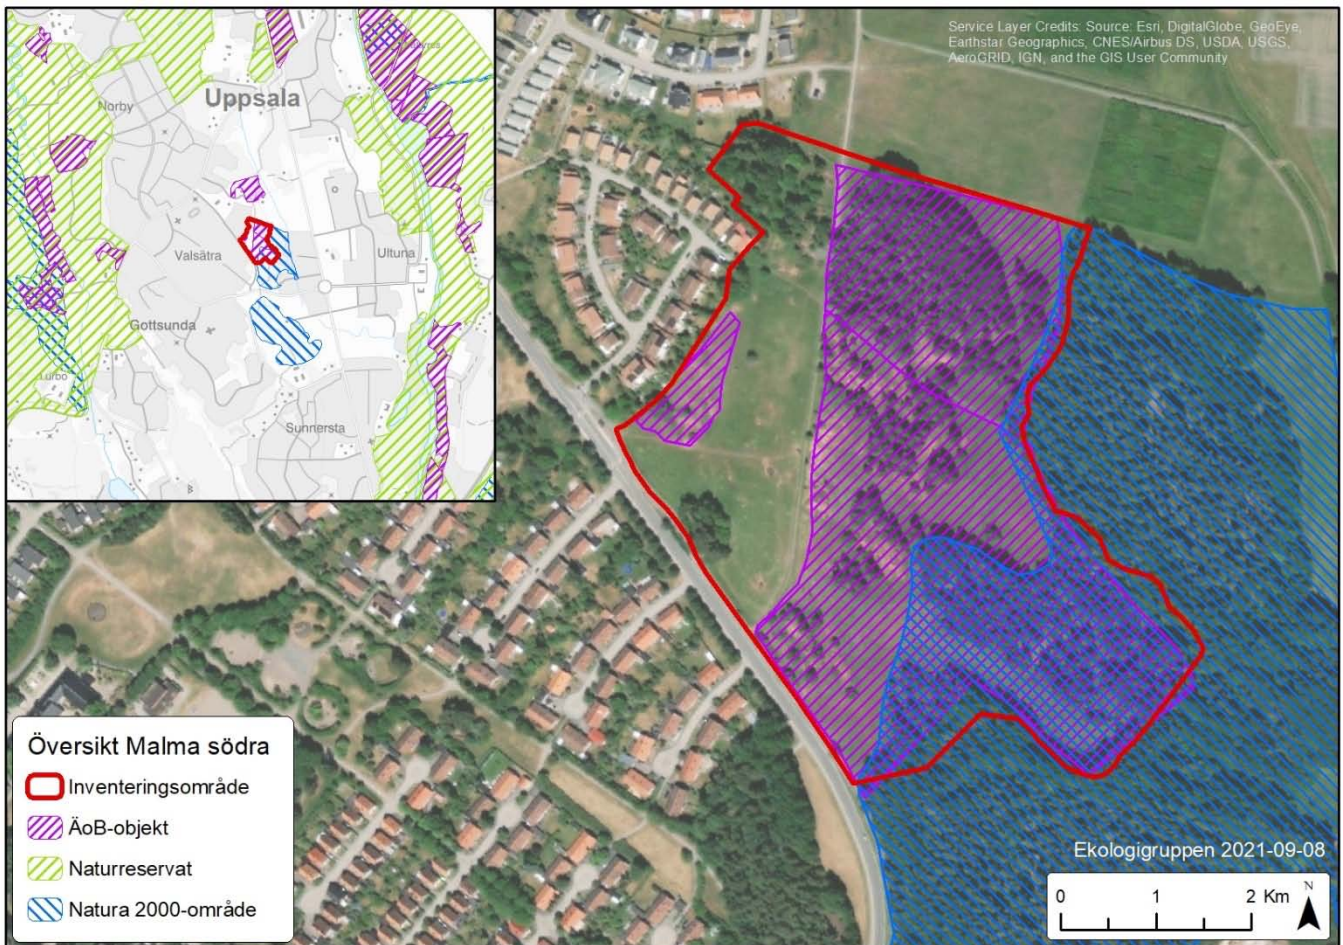 Service Layer Credits: Source: Esri, DigitalGlobe, GeoEye,
Earthstar Geographics, CNES/Airbus DS, USDA, USGS,
AeroGRID, IGN, and the GIS User Community
Uppsala
Norby
Valsätra
Ultuna
Gottsunda
Lurbo
Sunnersta
Översikt Malma södra
Inventeringsområde
ÄoB-objekt
Naturreservat
Natura 2000-område
Ekologigruppen 2021-09-08
0 1 2 Km
N